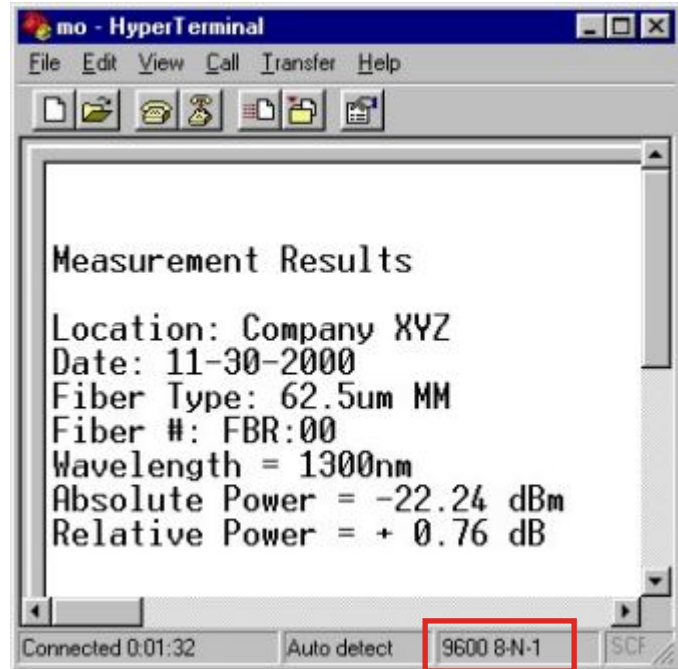 mo - HyperTerminal
File Edit View Call Transfer Help
Measurement Results
Location: Company XYZ
Date: 11-30-2000
Fiber Type: 62.5um MM
Fiber #: FBR:00
Wavelength = 1300nm
Absolute Power = -22.24 dBm
Relative Power = + 0.76 dB
Connected 0:01:32 Auto detect 9600 8-N-1